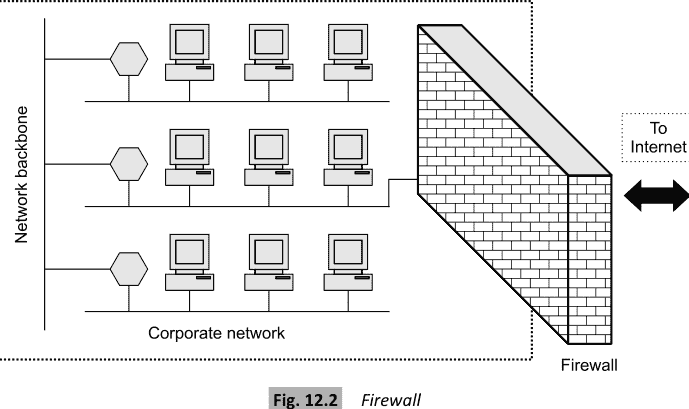 Network backbone
Corporate network
To
Internet
Firewall
Fig. 12.2 Firewall